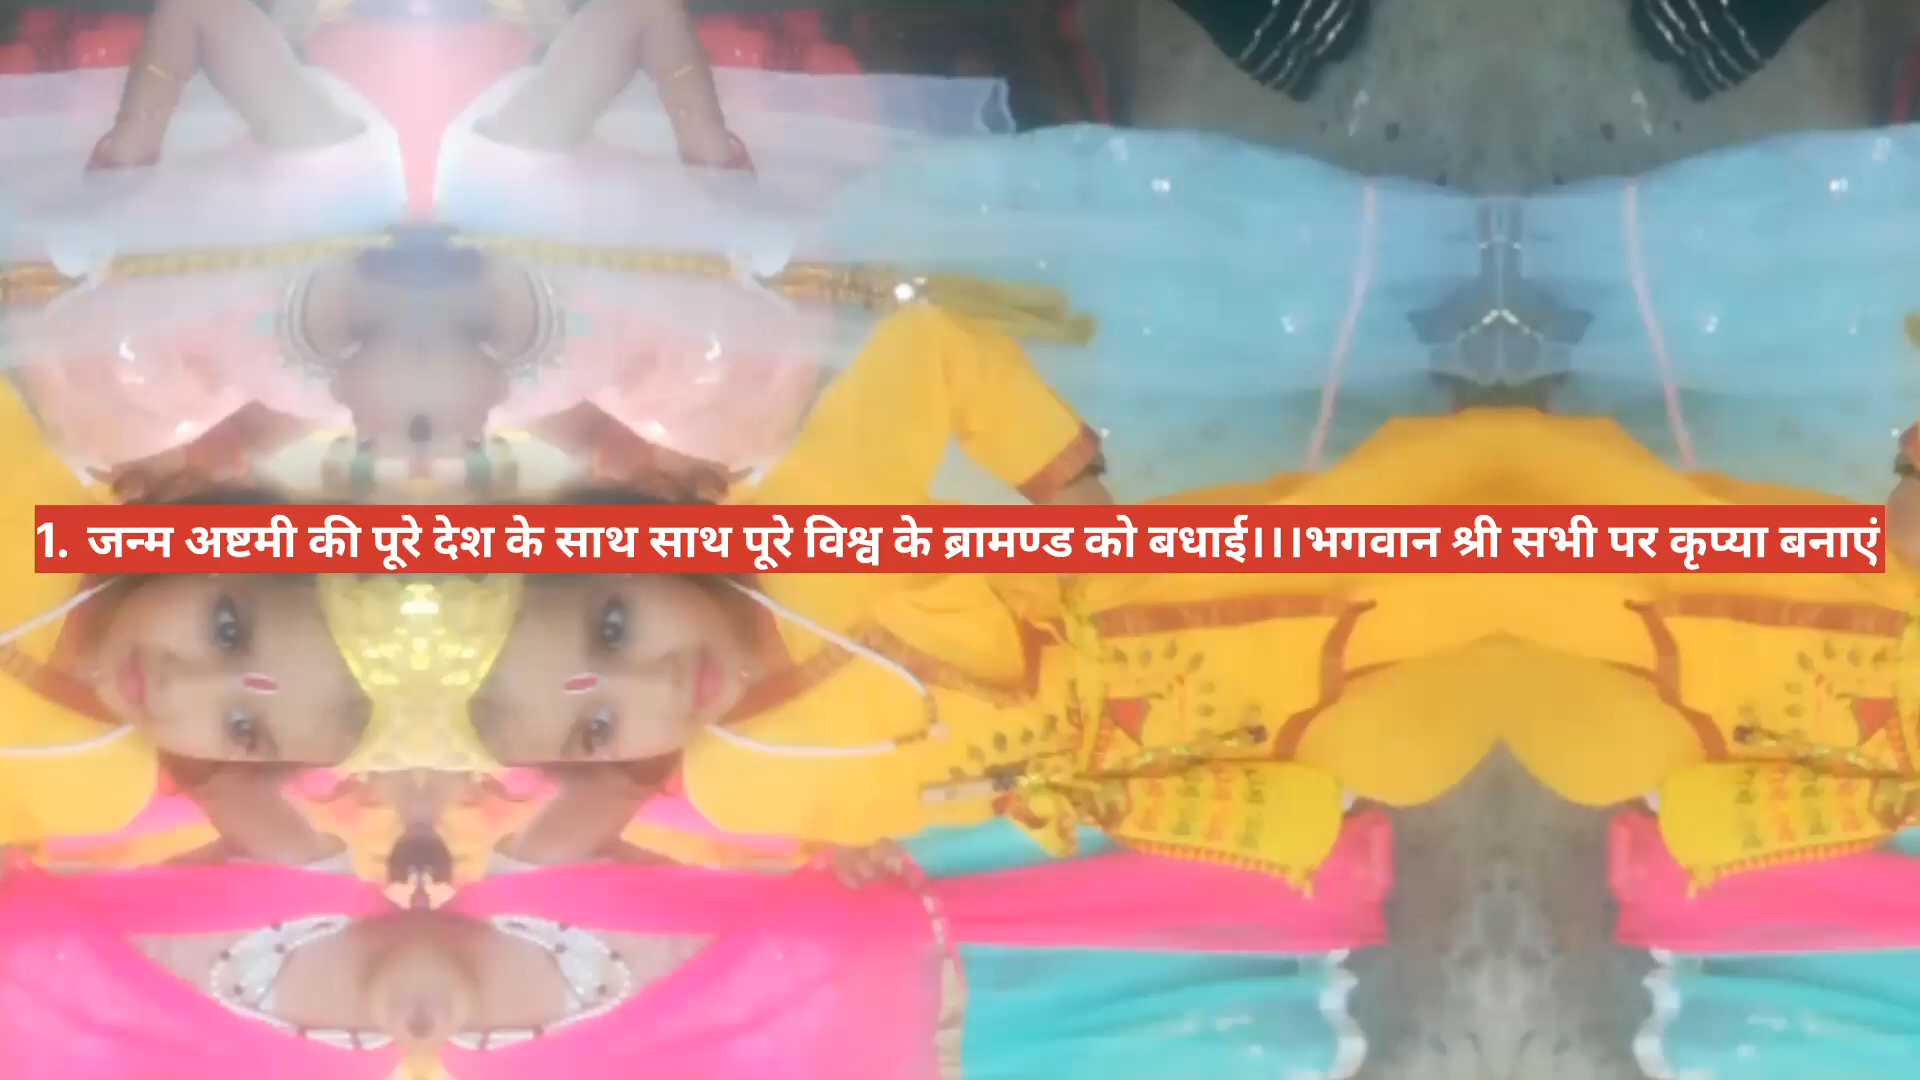 1. जन्म अष्टमी की पूरे देश के साथ साथ पूरे विश्व के ब्रामण्ड को बधाई।।।भगवान श्री सभी पर कृप्या बनाएं